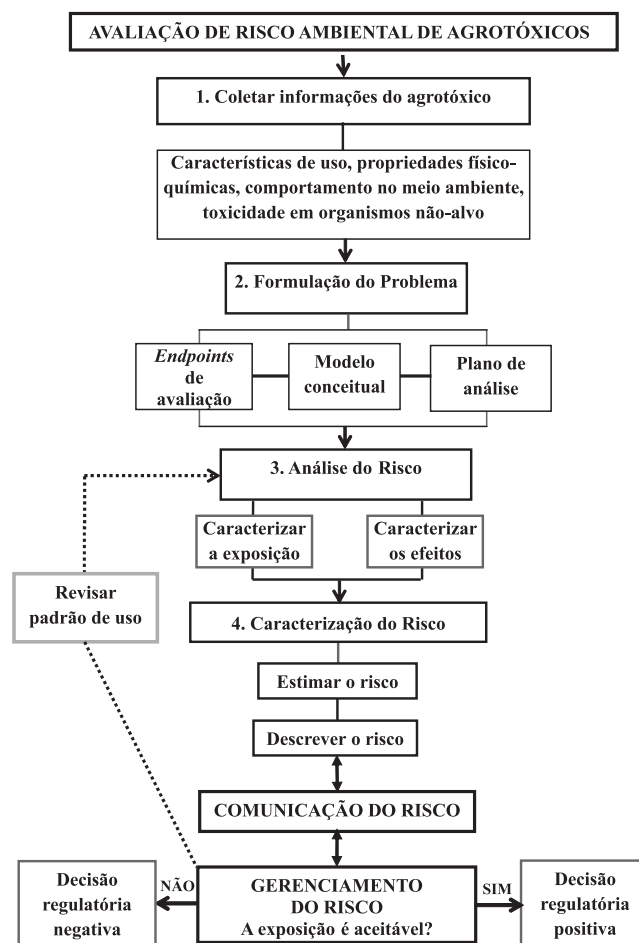 AVALIAÇÃO DE RISCO AMBIENTAL DE AGROTÓXICOS
1. Coletar informações do agrotóxico
Características de uso, propriedades físico-
químicas, comportamento no meio ambiente,
toxicidade em organismos não-alvo
2. Formulação do Problema
Endpoints
de
avaliação
Modelo
conceitual
Plano de
análise
3. Análise do Risco
Caracterizar
a exposição
Caracterizar
os efeitos
Revisar
padrão de uso
4. Caracterização do Risco
Estimar o risco
Descrever o risco
COMUNICAÇÃO DO RISCO
Decisão
regulatória
negativa
NÃO
GERENCIAMENTO
DO RISCO
A exposição é aceitável?
SIM
Decisão
regulatória
positiva